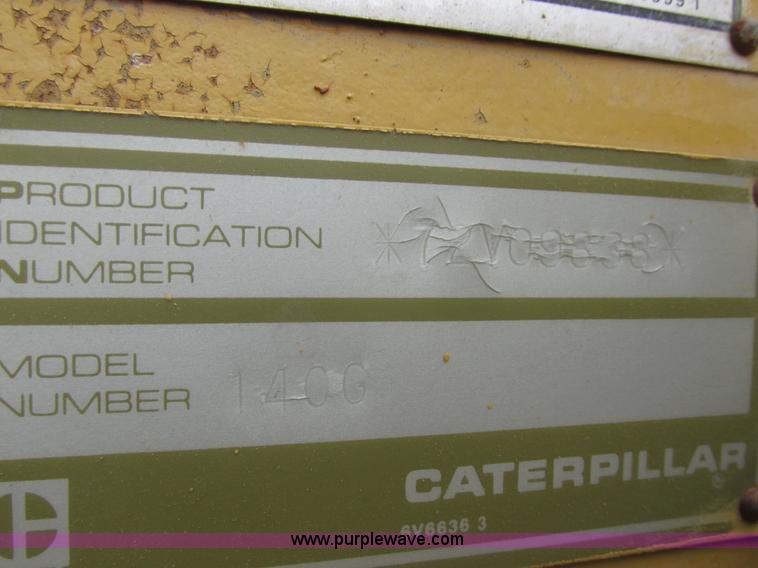 PRODUCT
IDENTIFICATION
NUMBER
MODEL
NUMBER 140G
CATERPILLAR
6V6636 3
www.purplewave.com